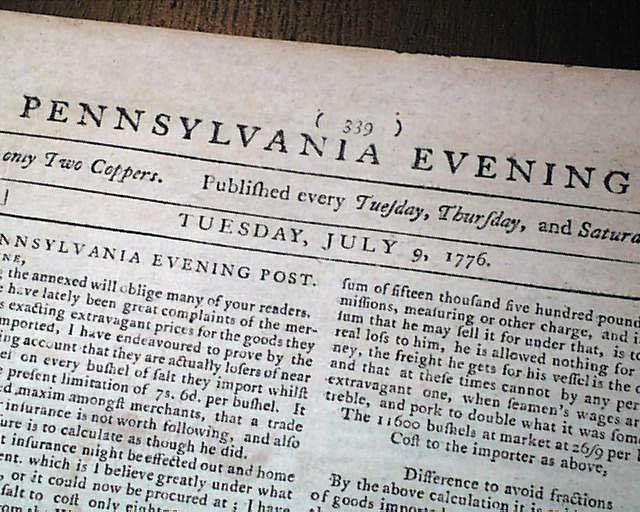 ( 339 )
PENNSYLVANIA EVENING
only Two Coppers. Publiſhed every Tueſday, Thurſday, and Satura
TUESDAY, JULY 9, 1776.
NNSYLVANIA EVENING POST.
the annexed will oblige many of your readers.
have lately been great complaints of the mer-
exacting extravagant prices for the goods they
mported, I have endeavoured to prove by the
ing account that they are actually loſers of near
on every buſhel of ſalt they import whilſt
preſent limitation of 7s. 6d. per buſhel. It
maxim amongſt merchants, that a trade
inſurance is not worth following, and alſo
ure is to calculate as though he did.
inſurance might be effected out and home
ent. which is I believe greatly under what
or it could now be procured at; I have
ſalt to coſt only
ſum of fifteen thouſand five hundred pound
miſſions, meaſuring or other charge, and i
ſum that he may ſell it for under that, is
real loſs to him, he is allowed nothing for
ney, the freight he gets for his veſſel is the
and that at theſe times cannot by any per
extravagant one, when ſeamen's wages ar
treble, and pork to double what it was ſom
The 11600 buſhels at market at 26/9 per
Coſt to the importer as above,
Difference to avoid fractions
By the above calculation it is
of goods